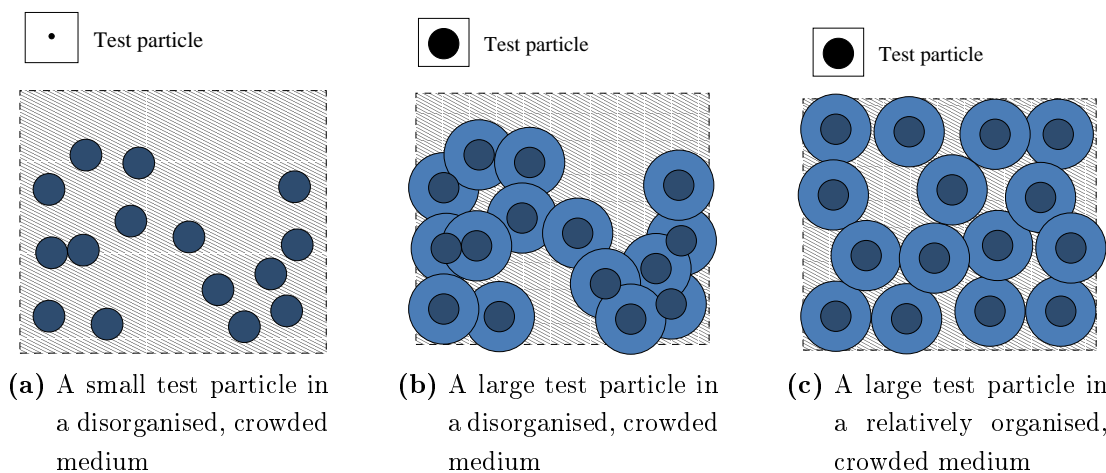 Test particle
Test particle
Test particle
(a) A small test particle in
a disorganised, crowded
medium
(b) A large test particle in
a disorganised, crowded
medium
(c) A large test particle in
a relatively organised,
crowded medium